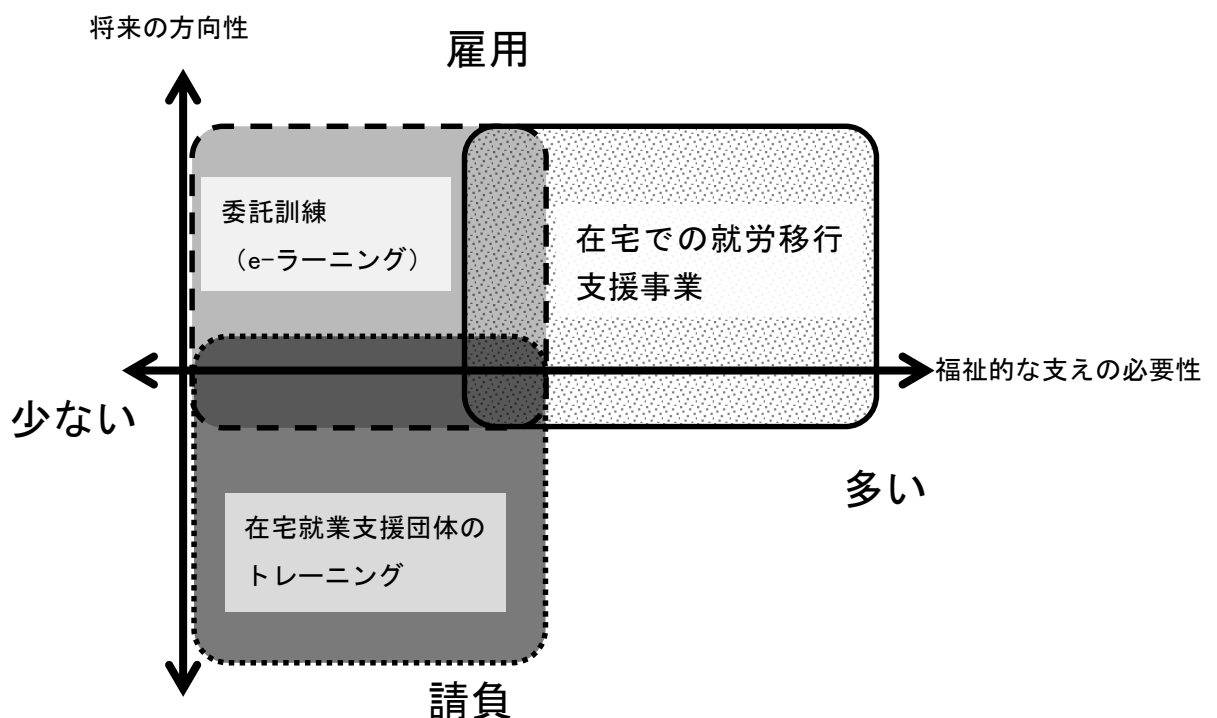 将来の方向性
雇用
委託訓練
（e-ラーニング）
在宅での就労移行
支援事業
福祉的な支えの必要性
少ない
多い
在宅就業支援団体の
トレーニング
請負